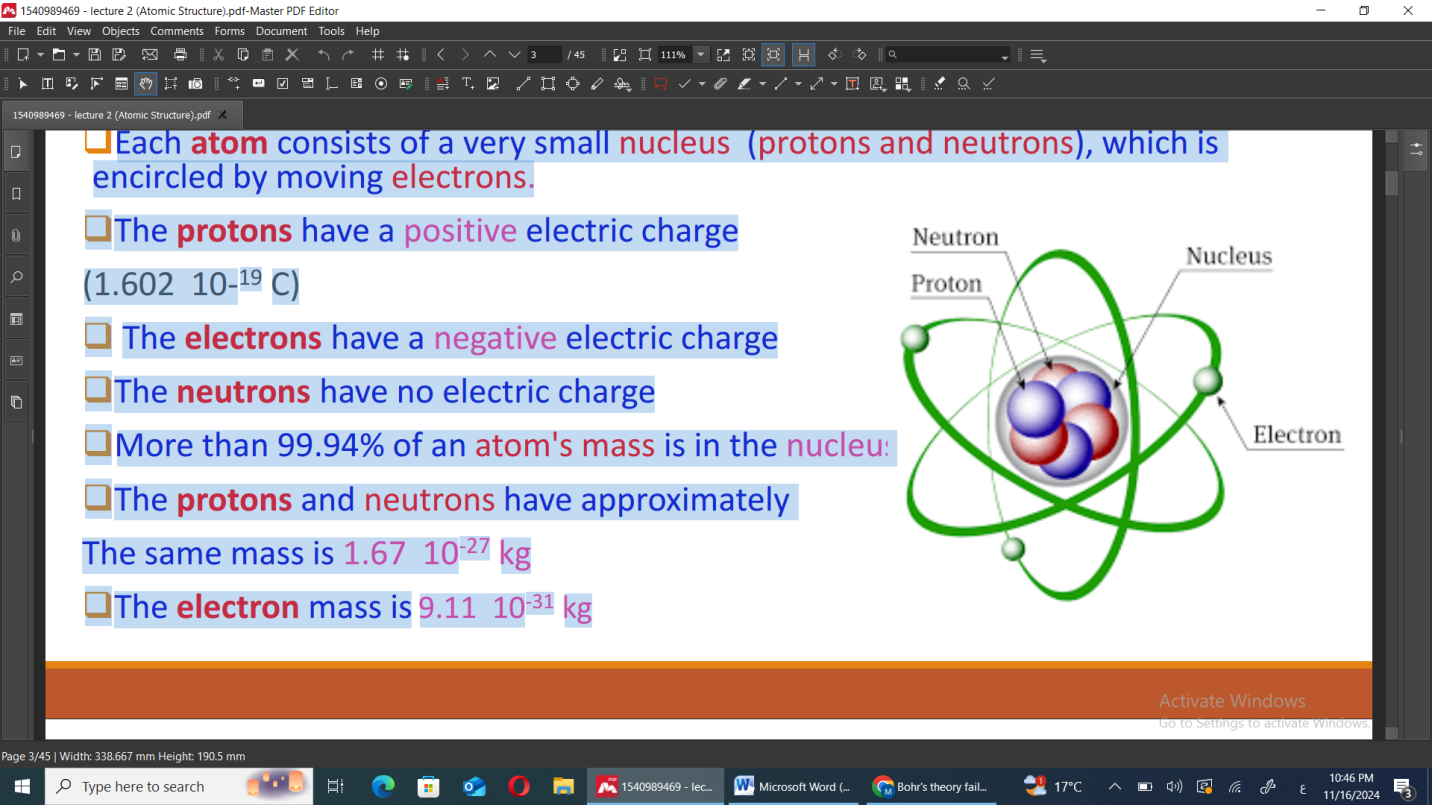 1540989469 - lecture 2 (Atomic Structure).pdf-Master PDF Editor
File Edit View Objects Comments Forms Document Tools Help
3 / 45 111%
1540989469 - lecture 2 (Atomic Structure).pdf
Each atom consists of a very small nucleus (protons and neutrons), which is
encircled by moving electrons.
The protons have a positive electric charge
(1.602 10-19 C)
The electrons have a negative electric charge
The neutrons have no electric charge
More than 99.94% of an atom's mass is in the nucleus
The protons and neutrons have approximately
The same mass is 1.67 10-27 kg
The electron mass is 9.11 10-31 kg
Neutron
Nucleus
Proton
Electron
Activate Windows
Go to Settings to activate Windows.
Page 3/45 | Width: 338.667 mm Height: 190.5 mm
Type here to search
1540989469 - lec...
Microsoft Word (...
Bohr's theory fail...
1
17°C
ع
10:46 PM
11/16/2024
3